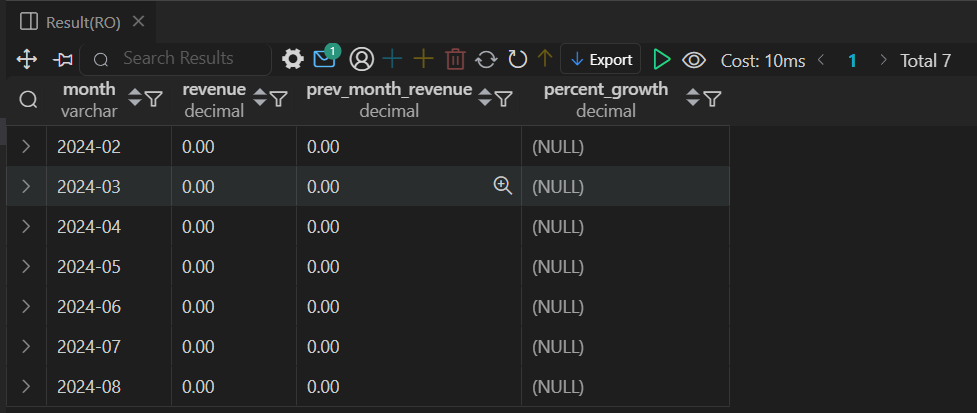 Result(RO)
Search Results 1 Export Cost: 10ms 1 Total 7
month revenue prev_month_revenue percent_growth
varchar decimal decimal decimal
2024-02 0.00 0.00 (NULL)
2024-03 0.00 0.00 (NULL)
2024-04 0.00 0.00 (NULL)
2024-05 0.00 0.00 (NULL)
2024-06 0.00 0.00 (NULL)
2024-07 0.00 0.00 (NULL)
2024-08 0.00 0.00 (NULL)